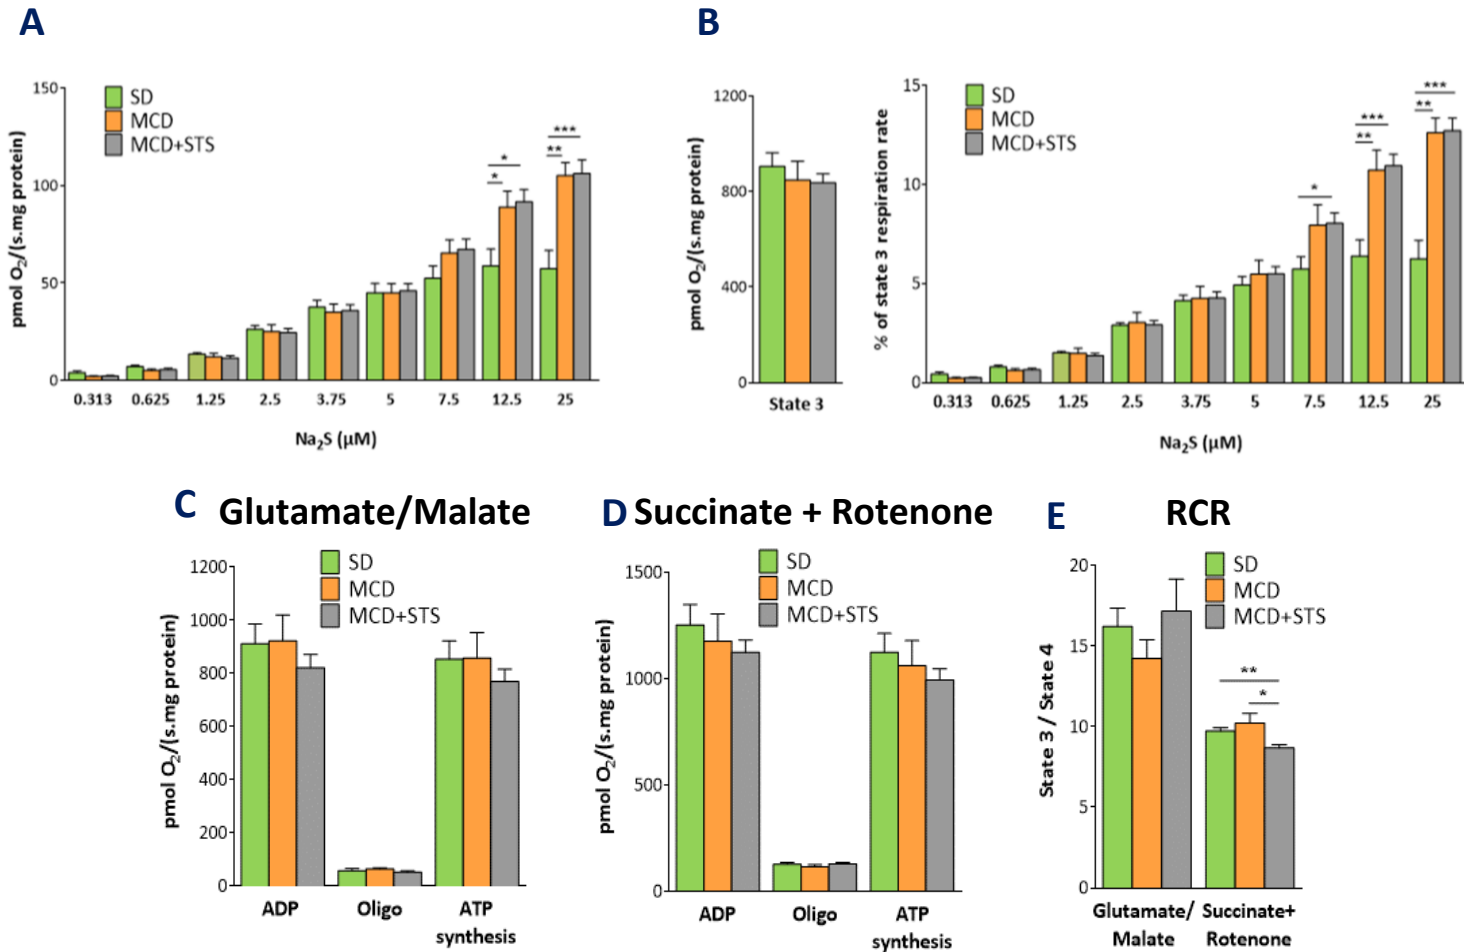 A
B
150
100
50
0
pmol O₂/(s.mg protein)
SD
MCD
MCD+STS
* * ** ***
0.313 0.625 1.25 2.5 3.75 5 7.5 12.5 25
Na₂S (µM)
1200
800
400
0
pmol O₂/(s.mg protein)
State 3
15
10
5
0
% of state 3 respiration rate
SD
MCD
MCD+STS
* ** *** ** ***
0.313 0.625 1.25 2.5 3.75 5 7.5 12.5 25
Na₂S (µM)
C Glutamate/Malate
1200
1000
800
600
400
200
0
pmol O₂/(s.mg protein)
SD
MCD
MCD+STS
ADP Oligo ATP
synthesis
D Succinate + Rotenone
1500
1000
500
0
pmol O₂/(s.mg protein)
SD
MCD
MCD+STS
ADP Oligo ATP
synthesis
E RCR
20
15
10
5
0
State 3 / State 4
SD
MCD
MCD+STS
**
*
Glutamate/ Succinate+
Malate Rotenone